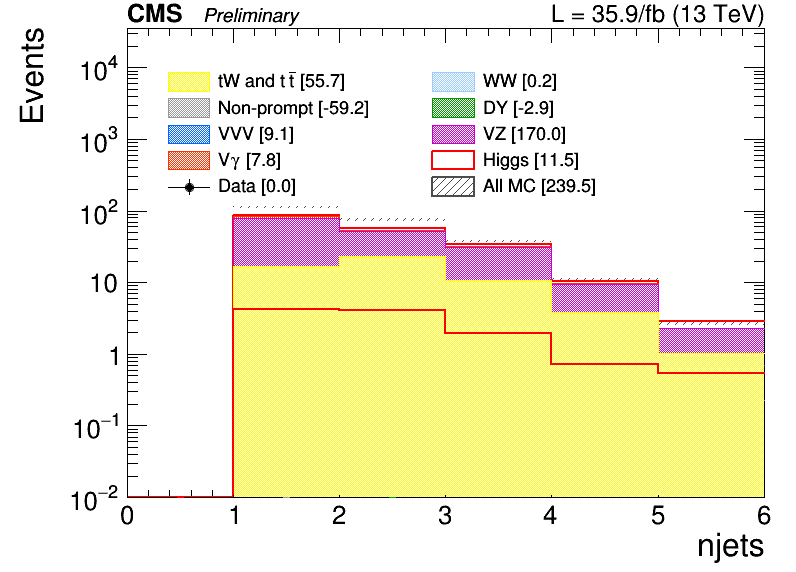 CMS Preliminary L = 35.9/fb (13 TeV)
Events
tW and tt̅ [55.7]
Non-prompt [-59.2]
VVV [9.1]
Vγ [7.8]
Data [0.0]
WW [0.2]
DY [-2.9]
VZ [170.0]
Higgs [11.5]
All MC [239.5]
10⁴
10³
10²
10
1
10⁻¹
10⁻²
0 1 2 3 4 5 6
njets